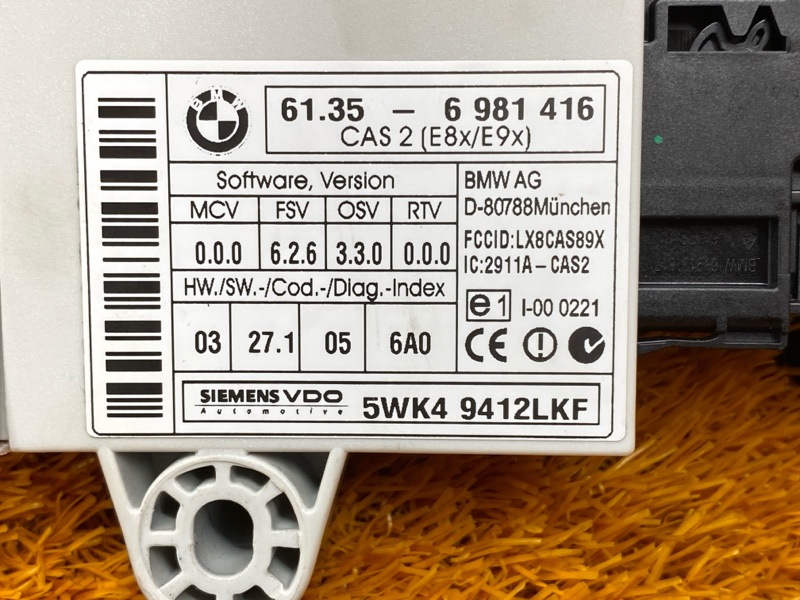 BMW
61.35 - 6 981 416
CAS 2 (E8x/E9x)
Software, Version
MCV FSV OSV RTV
0.0.0 6.2.6 3.3.0 0.0.0
HW./SW.-/Cod.-/Diag.-Index
03 27.1 05 6A0
BMW AG
D-80788München
FCCID:LX8CAS89X
IC:2911A-CAS2
e1 I-00 0221
CE
SIEMENS VDO
Automotive
5WK4 9412LKF
BMW